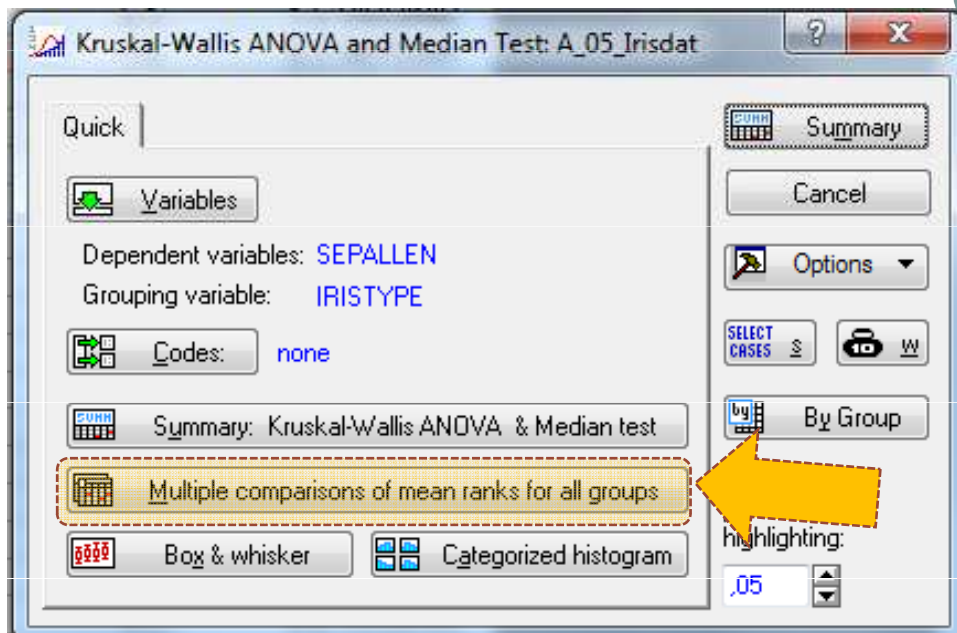 Kruskal-Wallis ANOVA and Median Test: A_05_Irisdat
Quick
Variables
Dependent variables: SEPALLEN
Grouping variable: IRISTYPE
Codes: none
Summary: Kruskal-Wallis ANOVA & Median test
Multiple comparisons of mean ranks for all groups
Box & whisker
Categorized histogram
Summary
Cancel
Options
SELECT
CASES S
W
By Group
highlighting:
,05